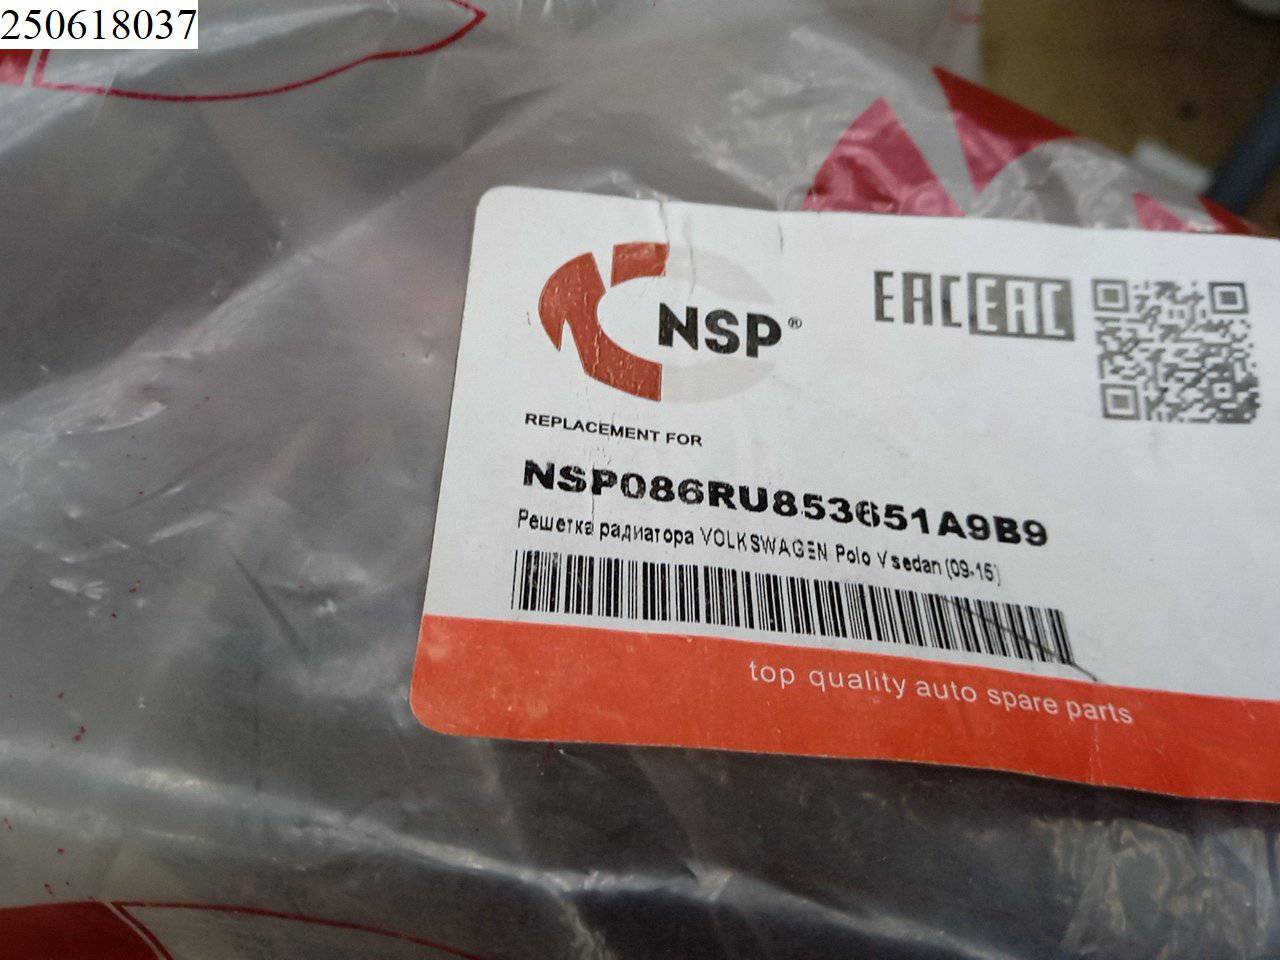 250618037
NSP®
EAC EAC
REPLACEMENT FOR
NSP086RU853651A9B9
Решетка радиатора VOLKSWAGEN Polo V sedan (09-15)
top quality auto spare parts